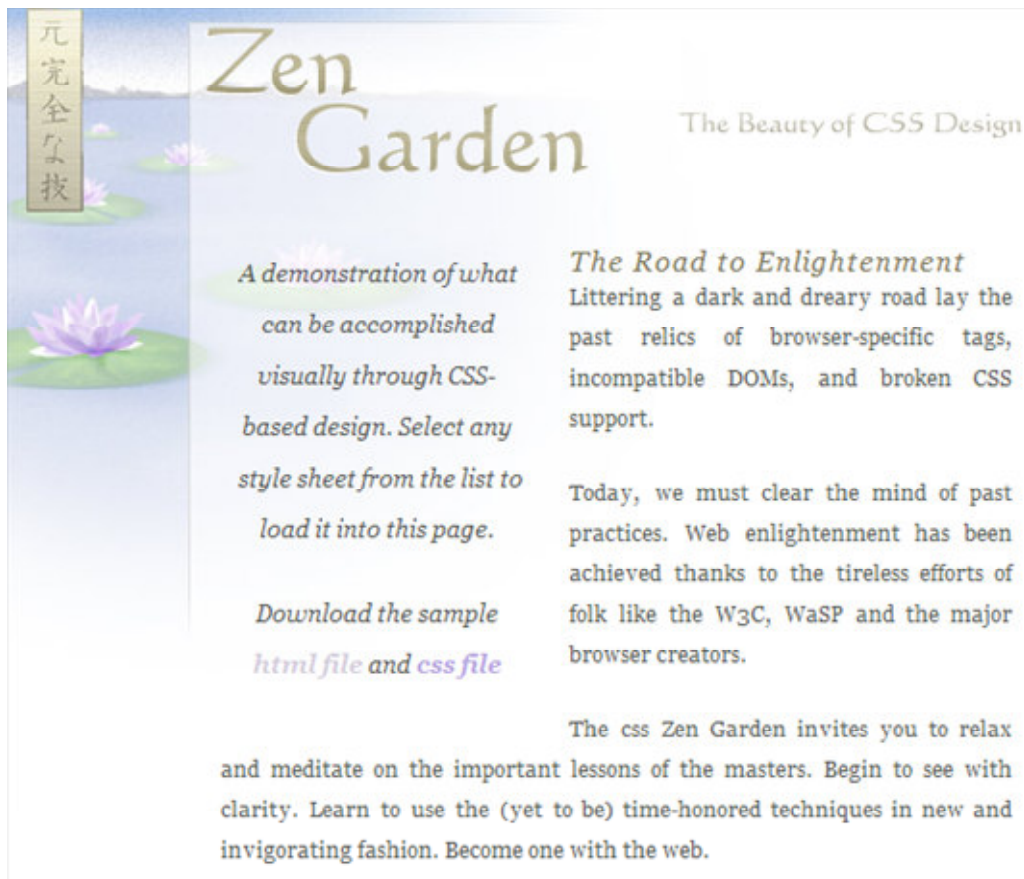 元
完
全
な
技
Zen
Garden
The Beauty of CSS Design
A demonstration of what
can be accomplished
visually through CSS-
based design. Select any
style sheet from the list to
load it into this page.
Download the sample
html file and css file
The Road to Enlightenment
Littering a dark and dreary road lay the
past relics of browser-specific tags,
incompatible DOMs, and broken CSS
support.
Today, we must clear the mind of past
practices. Web enlightenment has been
achieved thanks to the tireless efforts of
folk like the W3C, WaSP and the major
browser creators.
The css Zen Garden invites you to relax
and meditate on the important lessons of the masters. Begin to see with
clarity. Learn to use the (yet to be) time-honored techniques in new and
invigorating fashion. Become one with the web.